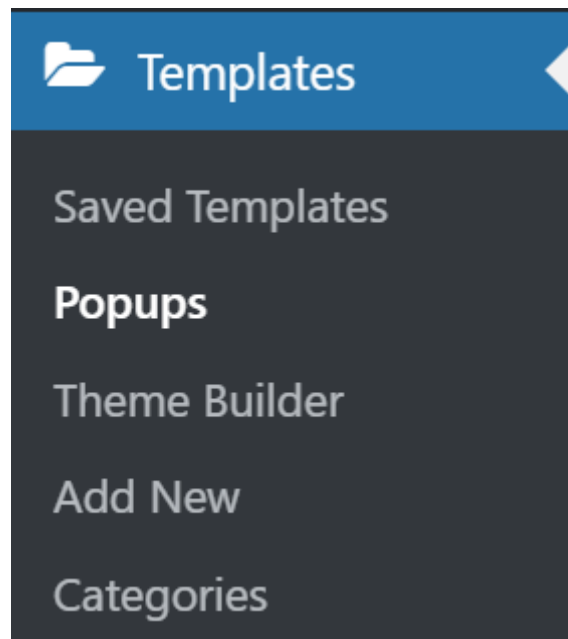 Templates
Saved Templates
Popups
Theme Builder
Add New
Categories